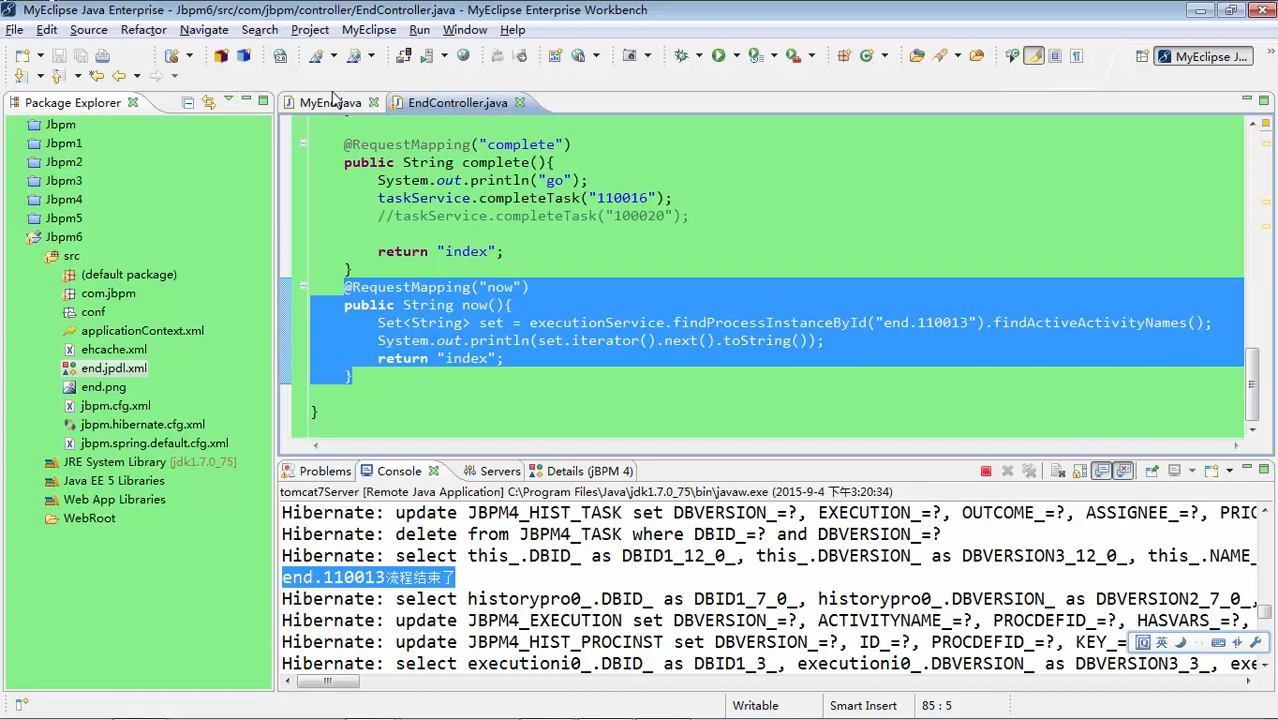 MyEclipse Java Enterprise - Jbpm6/src/com/jbpm/controller/EndController.java - MyEclipse Enterprise Workbench
File Edit Source Refactor Navigate Search Project MyEclipse Run Window Help
MyEclipse J...
Package Explorer
MyEnd.java
EndController.java
Jbpm
Jbpm1
Jbpm2
Jbpm3
Jbpm4
Jbpm5
Jbpm6
src
(default package)
com.jbpm
conf
applicationContext.xml
ehcache.xml
end.jpdl.xml
end.png
jbpm.cfg.xml
jbpm.hibernate.cfg.xml
jbpm.spring.default.cfg.xml
JRE System Library [jdk1.7.0_75]
Java EE 5 Libraries
Web App Libraries
WebRoot
@RequestMapping("complete")
public String complete(){
System.out.println("go");
taskService.completeTask("110016");
//taskService.completeTask("100020");
return "index";
}
@RequestMapping("now")
public String now(){
Set<String> set = executionService.findProcessInstanceById("end.110013").findActiveActivityNames();
System.out.println(set.iterator().next().toString());
return "index";
}
}
Problems Console Servers Details (jBPM 4)
tomcat7Server [Remote Java Application] C:\Program Files\Java\jdk1.7.0_75\bin\javaw.exe (2015-9-4 下午3:20:34)
Hibernate: update JBPM4_HIST_TASK set DBVERSION_=?, EXECUTION_=?, OUTCOME_=?, ASSIGNEE_=?, PRIO
Hibernate: delete from JBPM4_TASK where DBID_=? and DBVERSION_=?
Hibernate: select this_.DBID_ as DBID1_12_0_, this_.DBVERSION_ as DBVERSION3_12_0_, this_.NAME_
end.110013流程结束了
Hibernate: select historypro0_.DBID_ as DBID1_7_0_, historypro0_.DBVERSION_ as DBVERSION2_7_0_,
Hibernate: update JBPM4_EXECUTION set DBVERSION_=?, ACTIVITYNAME_=?, PROCDEFID_=?, HASVARS_=?,
Hibernate: update JBPM4_HIST_PROCINST set DBVERSION_=?, ID_=?, PROCDEFID_=?, KEY_=
英
Hibernate: select executioni0_.DBID_ as DBID1_3_, executioni0_.DBVERSION_ as DBVERSION3_3_, exe
Writable Smart Insert 85 : 5